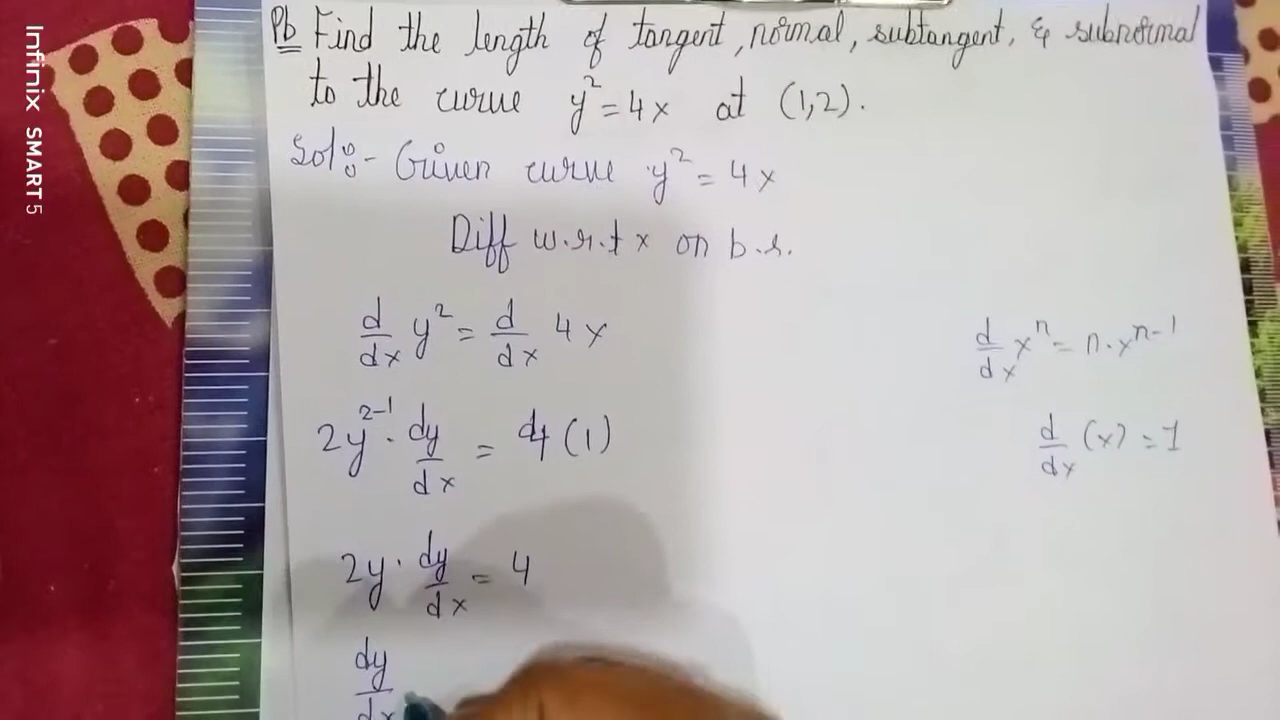 Pb Find the length of tangent, normal, subtangent, & subnormal
to the curve y² = 4x at (1,2).
Sol:- Given curve y² = 4x
Diff w.r.t x on b.s.
d/dx y² = d/dx 4x
2y²⁻¹ · dy/dx = 4(1)
2y · dy/dx = 4
dy/dx
d/dx xⁿ = n·xⁿ⁻¹
d/dx (x) = 1
Infinix SMART 5